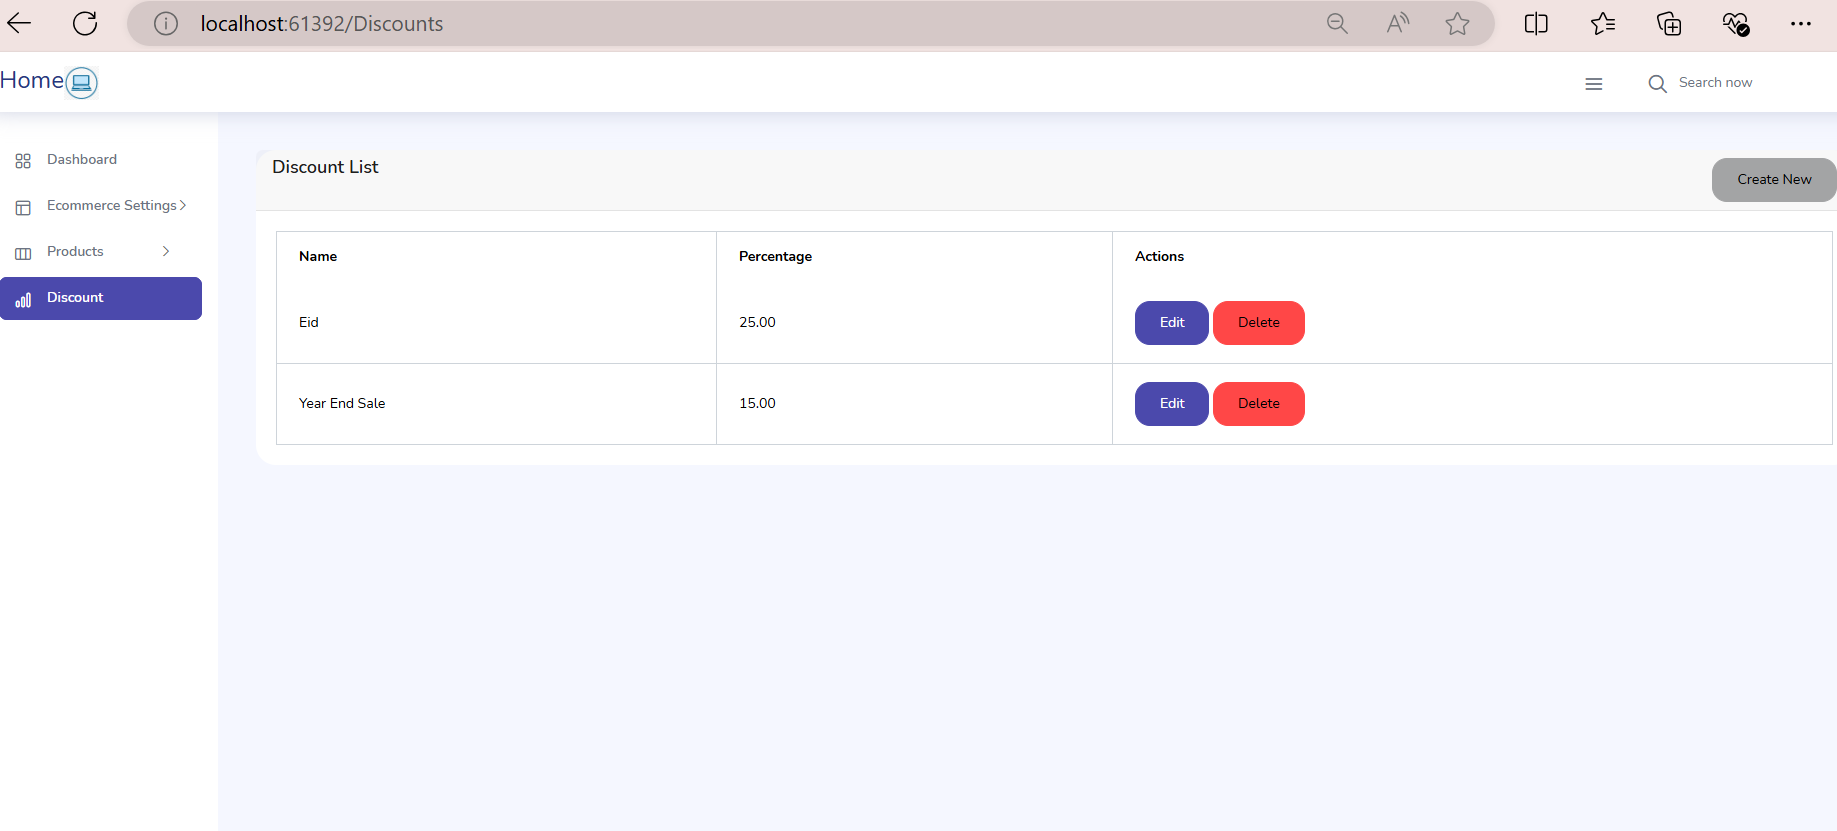 localhost:61392/Discounts
Home
Search now
Dashboard
Ecommerce Settings
Products
Discount
Discount List
Create New
Name Percentage Actions
Eid 25.00 Edit Delete
Year End Sale 15.00 Edit Delete